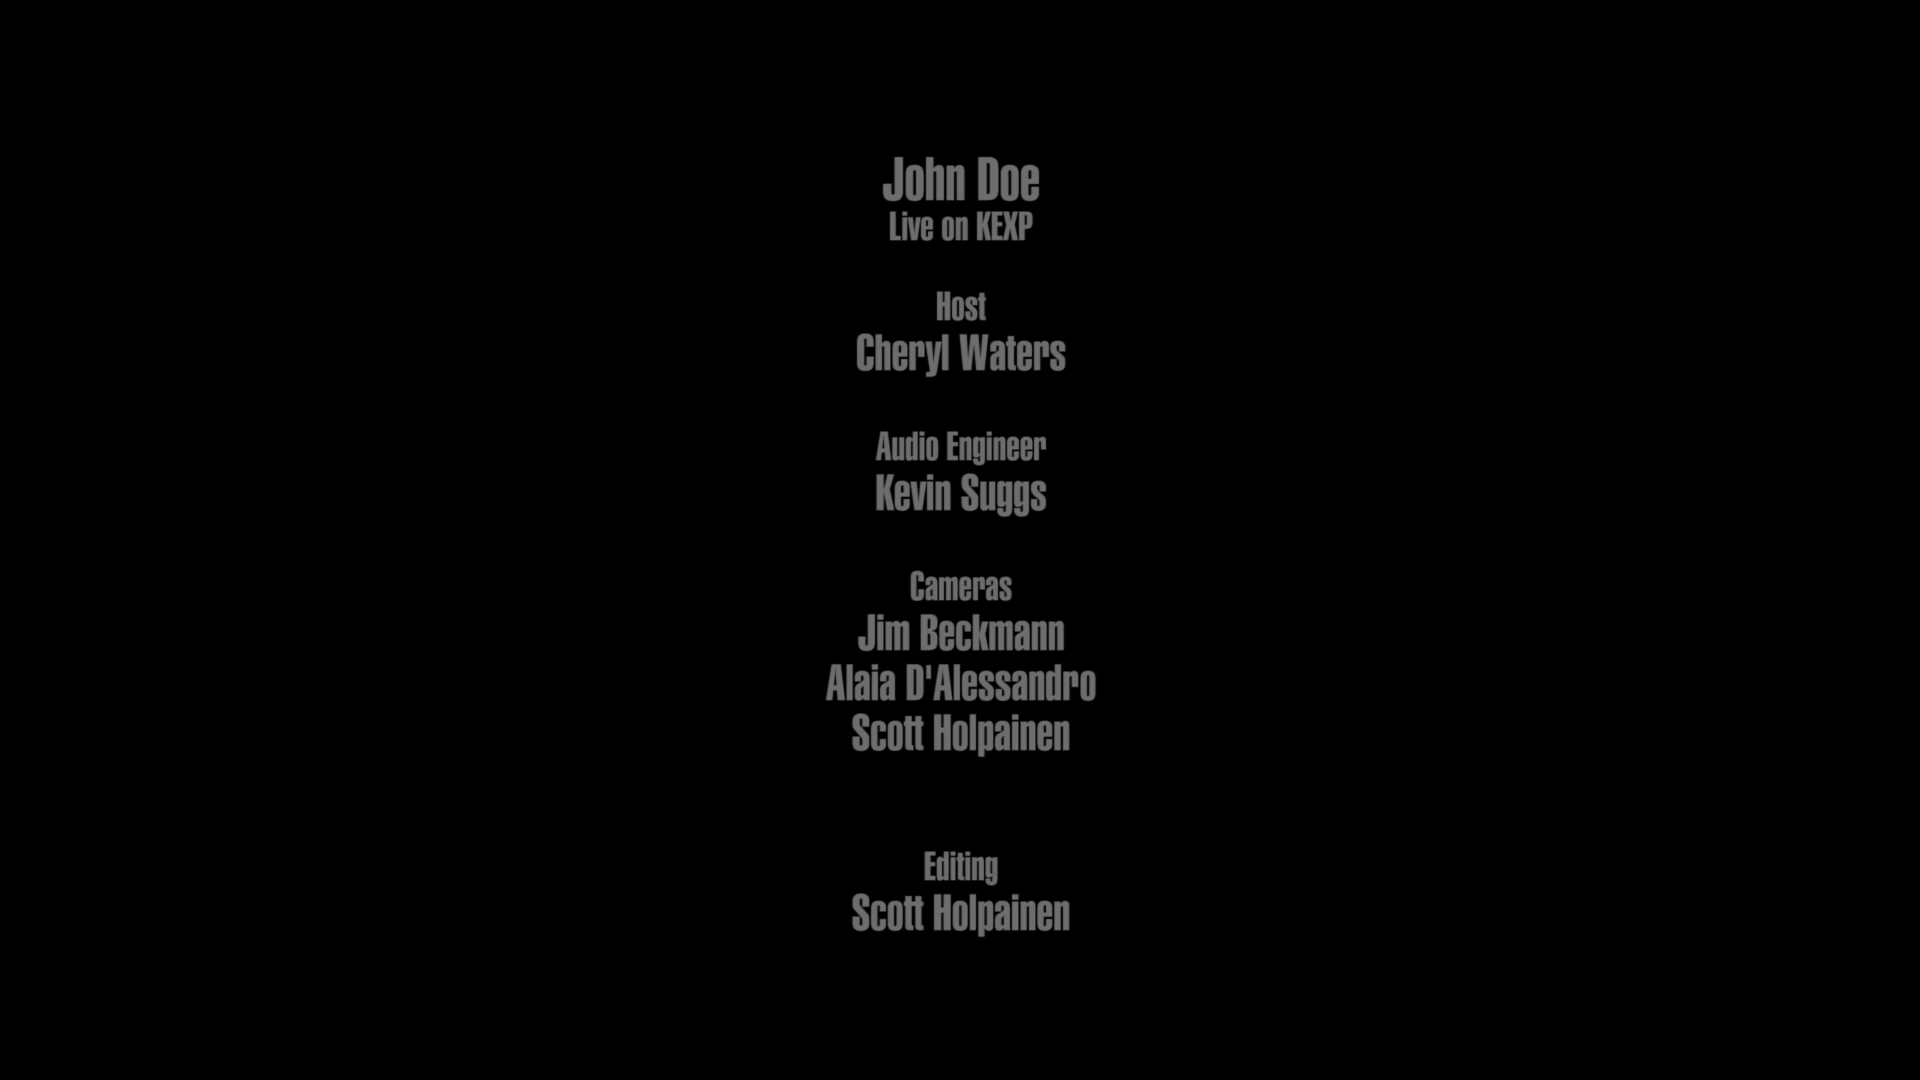 John Doe
Live on KEXP
Host
Cheryl Waters
Audio Engineer
Kevin Suggs
Cameras
Jim Beckmann
Alaia D'Alessandro
Scott Holpainen
Editing
Scott Holpainen